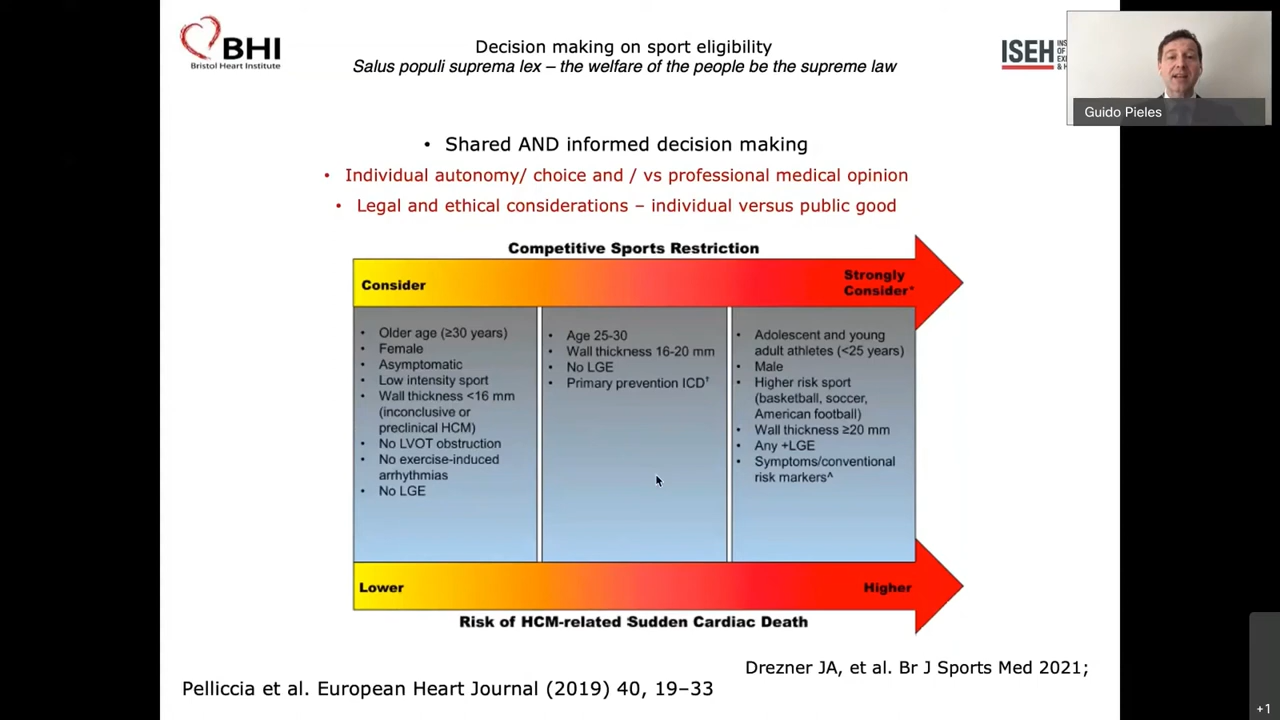 BHI
Bristol Heart Institute
Decision making on sport eligibility
Salus populi suprema lex – the welfare of the people be the supreme law
ISEH
Guido Pieles
• Shared AND informed decision making
• Individual autonomy/ choice and / vs professional medical opinion
• Legal and ethical considerations – individual versus public good
Competitive Sports Restriction
Consider
Strongly
Consider*
• Older age (≥30 years)
• Female
• Asymptomatic
• Low intensity sport
• Wall thickness <16 mm
(inconclusive or
preclinical HCM)
• No LVOT obstruction
• No exercise-induced
arrhythmias
• No LGE
• Age 25-30
• Wall thickness 16-20 mm
• No LGE
• Primary prevention ICD†
• Adolescent and young
adult athletes (<25 years)
• Male
• Higher risk sport
(basketball, soccer,
American football)
• Wall thickness ≥20 mm
• Any +LGE
• Symptoms/conventional
risk markers^
Lower
Higher
Risk of HCM-related Sudden Cardiac Death
Drezner JA, et al. Br J Sports Med 2021;
Pelliccia et al. European Heart Journal (2019) 40, 19–33
+1